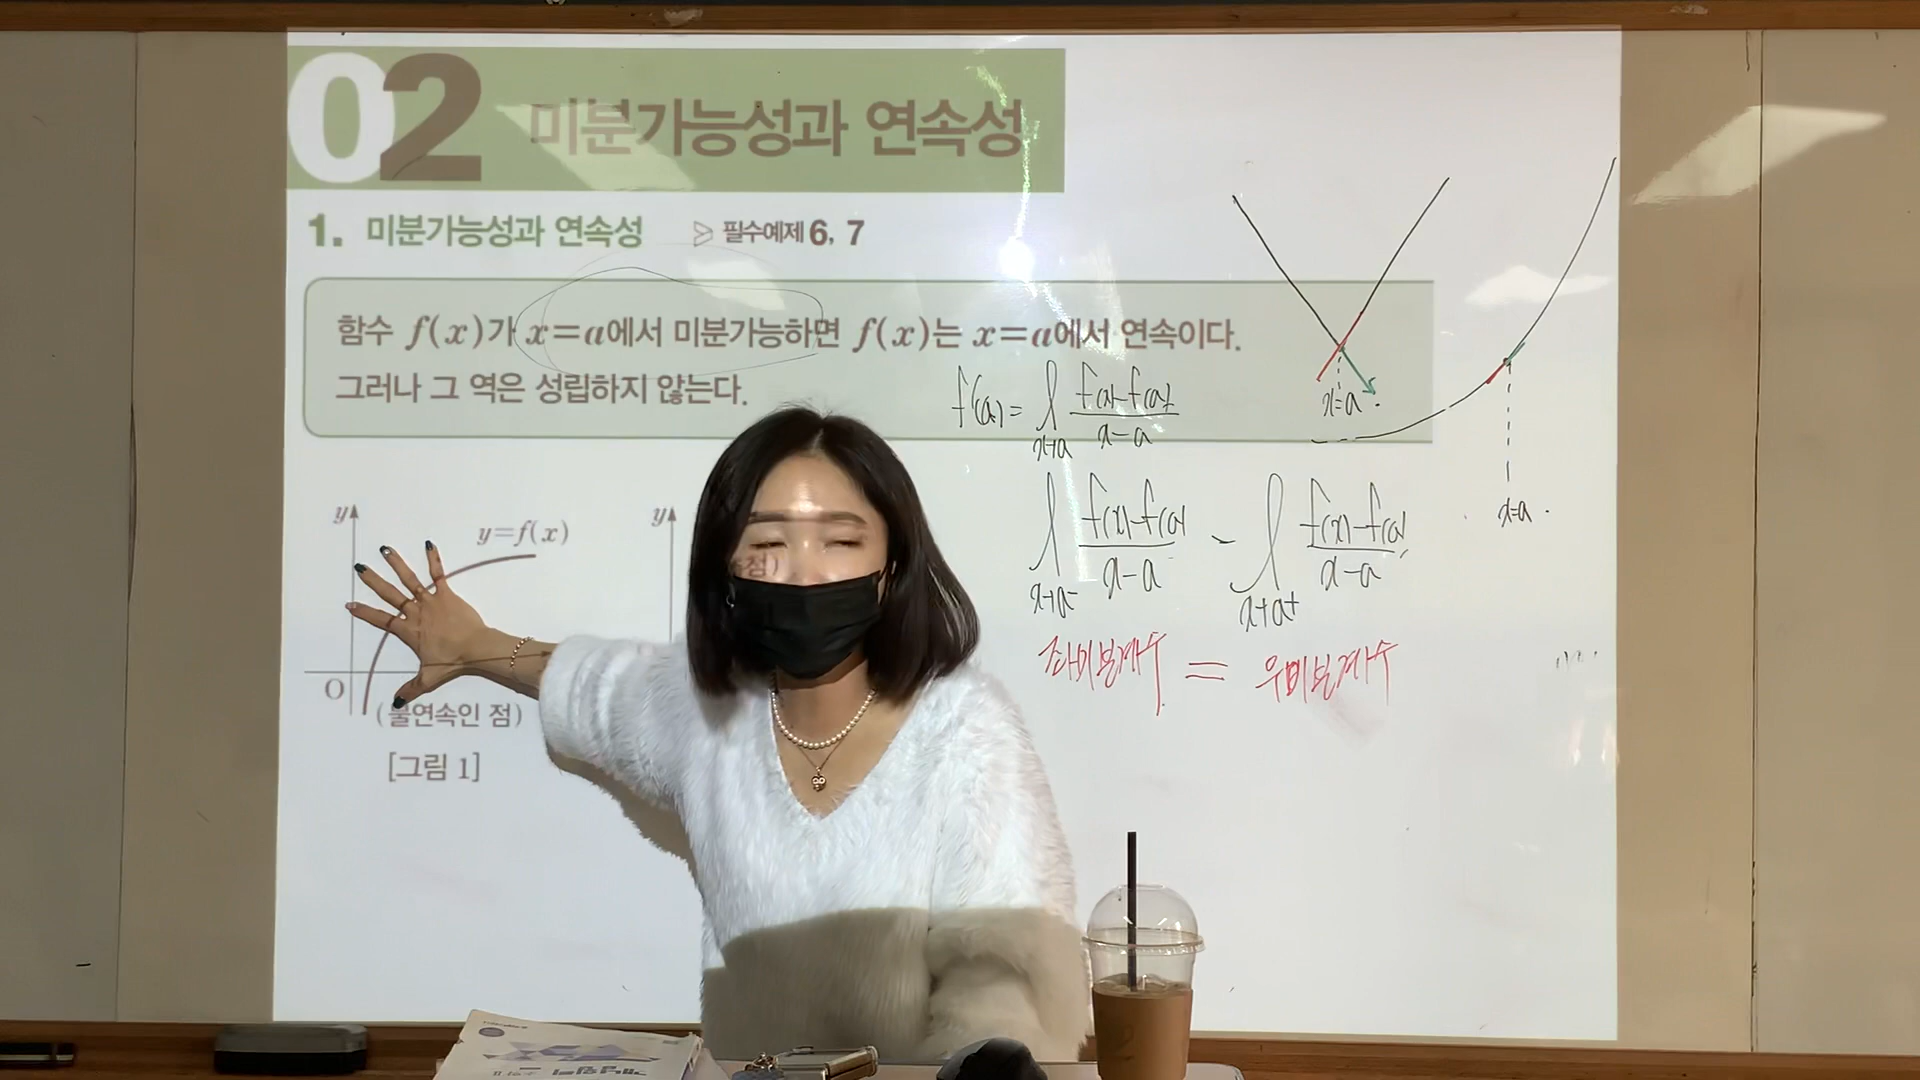 02 미분가능성과 연속성
1. 미분가능성과 연속성 ▷ 필수예제 6, 7
함수 f(x)가 x=a에서 미분가능하면 f(x)는 x=a에서 연속이다.
그러나 그 역은 성립하지 않는다.
x=a.
f'(a)= l f(x)-f(a)
x→a x-a
l f(x)-f(a) - l f(x)-f(a)
x→a- x-a x→a+ x-a
x=a.
좌미분계수 = 우미분계수
y
y=f(x)
y
O
(불연속인 점)
[그림 1]
점)